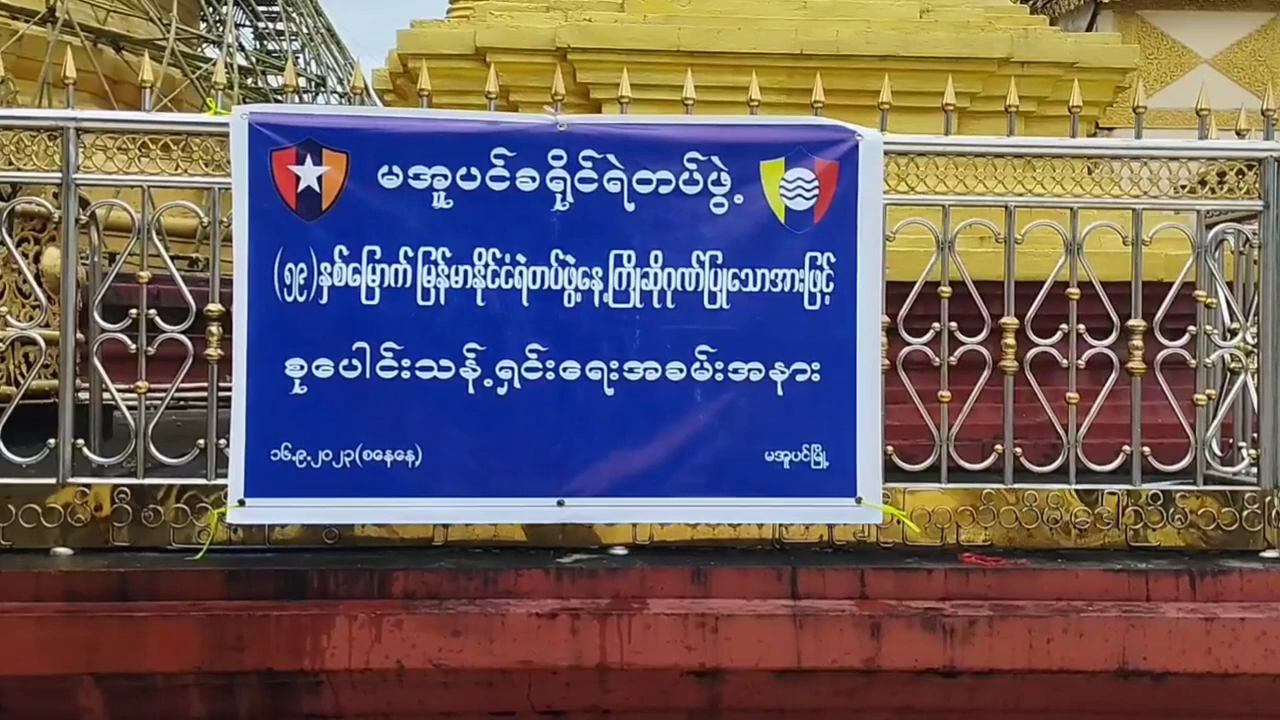 မအူပင်ခရိုင်ရဲတပ်ဖွဲ့
(၅၉)နှစ်မြောက် မြန်မာနိုင်ငံရဲတပ်ဖွဲ့နေ့ ကြိုဆိုဂုဏ်ပြုသောအားဖြင့်
စုပေါင်းသန့်ရှင်းရေးအခမ်းအနား
၁၆.၉.၂၀၂၃(စနေနေ့)
မအူပင်မြို့